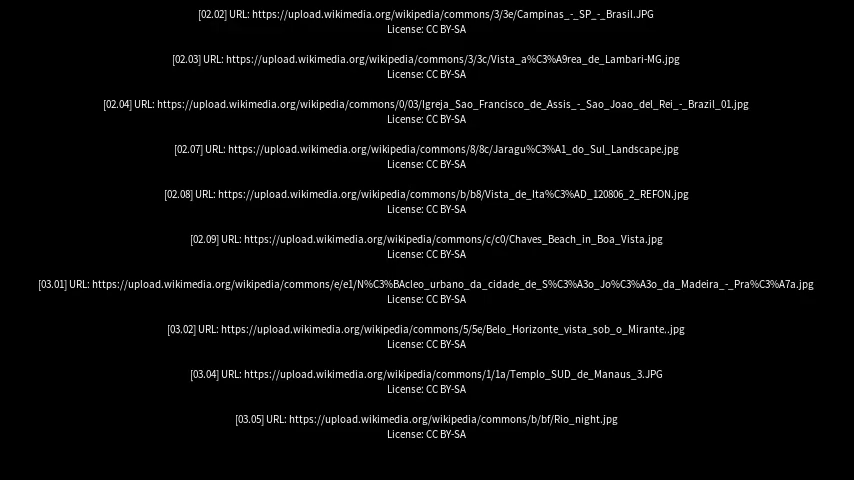 [02.02] URL: https://upload.wikimedia.org/wikipedia/commons/3/3e/Campinas_-_SP_-_Brasil.JPG
License: CC BY-SA
[02.03] URL: https://upload.wikimedia.org/wikipedia/commons/3/3c/Vista_a%C3%A9rea_de_Lambari-MG.jpg
License: CC BY-SA
[02.04] URL: https://upload.wikimedia.org/wikipedia/commons/0/03/Igreja_Sao_Francisco_de_Assis_-_Sao_Joao_del_Rei_-_Brazil_01.jpg
License: CC BY-SA
[02.07] URL: https://upload.wikimedia.org/wikipedia/commons/8/8c/Jaragu%C3%A1_do_Sul_Landscape.jpg
License: CC BY-SA
[02.08] URL: https://upload.wikimedia.org/wikipedia/commons/b/b8/Vista_de_Ita%C3%AD_120806_2_REFON.jpg
License: CC BY-SA
[02.09] URL: https://upload.wikimedia.org/wikipedia/commons/c/c0/Chaves_Beach_in_Boa_Vista.jpg
License: CC BY-SA
[03.01] URL: https://upload.wikimedia.org/wikipedia/commons/e/e1/N%C3%BAcleo_urbano_da_cidade_de_S%C3%A3o_Jo%C3%A3o_da_Madeira_-_Pra%C3%A7a.jpg
License: CC BY-SA
[03.02] URL: https://upload.wikimedia.org/wikipedia/commons/5/5e/Belo_Horizonte_vista_sob_o_Mirante..jpg
License: CC BY-SA
[03.04] URL: https://upload.wikimedia.org/wikipedia/commons/1/1a/Templo_SUD_de_Manaus_3.JPG
License: CC BY-SA
[03.05] URL: https://upload.wikimedia.org/wikipedia/commons/b/bf/Rio_night.jpg
License: CC BY-SA